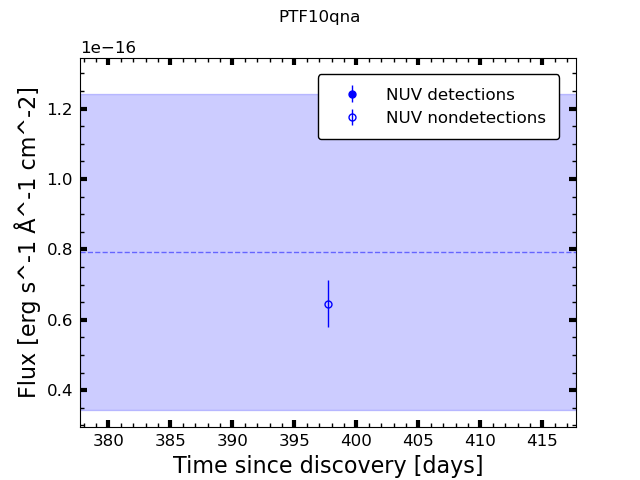 PTF10qna
1e−16
NUV detections
NUV nondetections
1.2
1.0
0.8
0.6
0.4
Flux [erg s^-1 Å^-1 cm^-2]
380 385 390 395 400 405 410 415
Time since discovery [days]